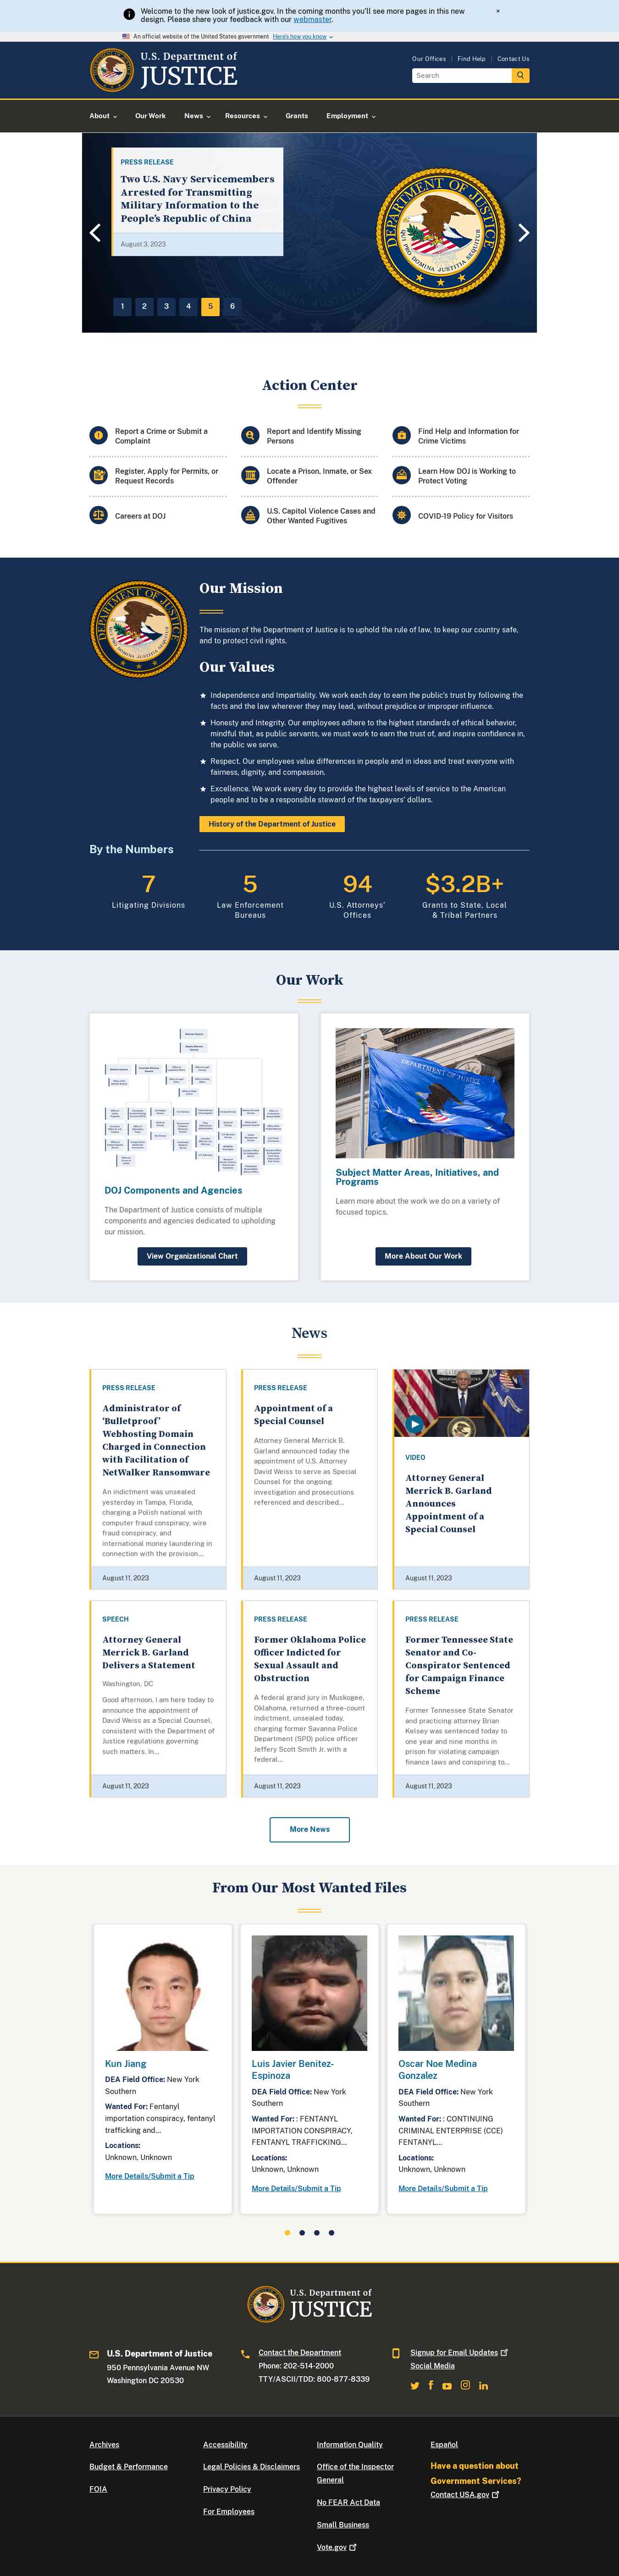 Welcome to the new look of justice.gov. In the coming months you'll see more pages in this new
design. Please share your feedback with our webmaster.
×
An official website of the United States government Here's how you know
U.S. Department of
JUSTICE
Our Offices | Find Help | Contact Us
Search
About
Our Work
News
Resources
Grants
Employment
PRESS RELEASE
Two U.S. Navy Servicemembers
Arrested for Transmitting
Military Information to the
People's Republic of China
August 3, 2023
1 2 3 4 5 6
DEPARTMENT OF JUSTICE
QUI PRO DOMINA JUSTITIA SEQUITUR
Action Center
Report a Crime or Submit a
Complaint
Report and Identify Missing
Persons
Find Help and Information for
Crime Victims
Register, Apply for Permits, or
Request Records
Locate a Prison, Inmate, or Sex
Offender
Learn How DOJ is Working to
Protect Voting
Careers at DOJ
U.S. Capitol Violence Cases and
Other Wanted Fugitives
COVID-19 Policy for Visitors
DEPARTMENT OF JUSTICE
QUI PRO DOMINA JUSTITIA SEQUITUR
Our Mission
The mission of the Department of Justice is to uphold the rule of law, to keep our country safe,
and to protect civil rights.
Our Values
Independence and Impartiality. We work each day to earn the public's trust by following the
facts and the law wherever they may lead, without prejudice or improper influence.
Honesty and Integrity. Our employees adhere to the highest standards of ethical behavior,
mindful that, as public servants, we must work to earn the trust of, and inspire confidence in,
the public we serve.
Respect. Our employees value differences in people and in ideas and treat everyone with
fairness, dignity, and compassion.
Excellence. We work every day to provide the highest levels of service to the American
people and to be a responsible steward of the taxpayers' dollars.
History of the Department of Justice
By the Numbers
7
Litigating Divisions
5
Law Enforcement
Bureaus
94
U.S. Attorneys'
Offices
$3.2B+
Grants to State, Local
& Tribal Partners
Our Work
DOJ Components and Agencies
The Department of Justice consists of multiple
components and agencies dedicated to upholding
our mission.
View Organizational Chart
DEPARTMENT OF JUSTICE
Subject Matter Areas, Initiatives, and
Programs
Learn more about the work we do on a variety of
focused topics.
More About Our Work
News
PRESS RELEASE
Administrator of
'Bulletproof'
Webhosting Domain
Charged in Connection
with Facilitation of
NetWalker Ransomware
An indictment was unsealed
yesterday in Tampa, Florida,
charging a Polish national with
computer fraud conspiracy, wire
fraud conspiracy, and
international money laundering in
connection with the provision...
August 11, 2023
PRESS RELEASE
Appointment of a
Special Counsel
Attorney General Merrick B.
Garland announced today the
appointment of U.S. Attorney
David Weiss to serve as Special
Counsel for the ongoing
investigation and prosecutions
referenced and described...
August 11, 2023
VIDEO
Attorney General
Merrick B. Garland
Announces
Appointment of a
Special Counsel
August 11, 2023
SPEECH
Attorney General
Merrick B. Garland
Delivers a Statement
Washington, DC
Good afternoon, I am here today to
announce the appointment of
David Weiss as a Special Counsel,
consistent with the Department of
Justice regulations governing
such matters. In...
August 11, 2023
PRESS RELEASE
Former Oklahoma Police
Officer Indicted for
Sexual Assault and
Obstruction
A federal grand jury in Muskogee,
Oklahoma, returned a three-count
indictment, unsealed today,
charging former Savanna Police
Department (SPD) police officer
Jeffery Scott Smith Jr. with a
federal...
August 11, 2023
PRESS RELEASE
Former Tennessee State
Senator and Co-
Conspirator Sentenced
for Campaign Finance
Scheme
Former Tennessee State Senator
and practicing attorney Brian
Kelsey was sentenced today to
one year and nine months in
prison for violating campaign
finance laws and conspiring to...
August 11, 2023
More News
From Our Most Wanted Files
Kun Jiang
DEA Field Office: New York
Southern
Wanted For: Fentanyl
importation conspiracy, fentanyl
trafficking and...
Locations:
Unknown, Unknown
More Details/Submit a Tip
Luis Javier Benitez-
Espinoza
DEA Field Office: New York
Southern
Wanted For: : FENTANYL
IMPORTATION CONSPIRACY,
FENTANYL TRAFFICKING...
Locations:
Unknown, Unknown
More Details/Submit a Tip
Oscar Noe Medina
Gonzalez
DEA Field Office: New York
Southern
Wanted For: : CONTINUING
CRIMINAL ENTERPRISE (CCE)
FENTANYL...
Locations:
Unknown, Unknown
More Details/Submit a Tip
U.S. Department of
JUSTICE
U.S. Department of Justice
950 Pennsylvania Avenue NW
Washington DC 20530
Contact the Department
Phone: 202-514-2000
TTY/ASCII/TDD: 800-877-8339
Signup for Email Updates
Social Media
Archives
Budget & Performance
FOIA
Accessibility
Legal Policies & Disclaimers
Privacy Policy
For Employees
Information Quality
Office of the Inspector
General
No FEAR Act Data
Small Business
Vote.gov
Español
Have a question about
Government Services?
Contact USA.gov